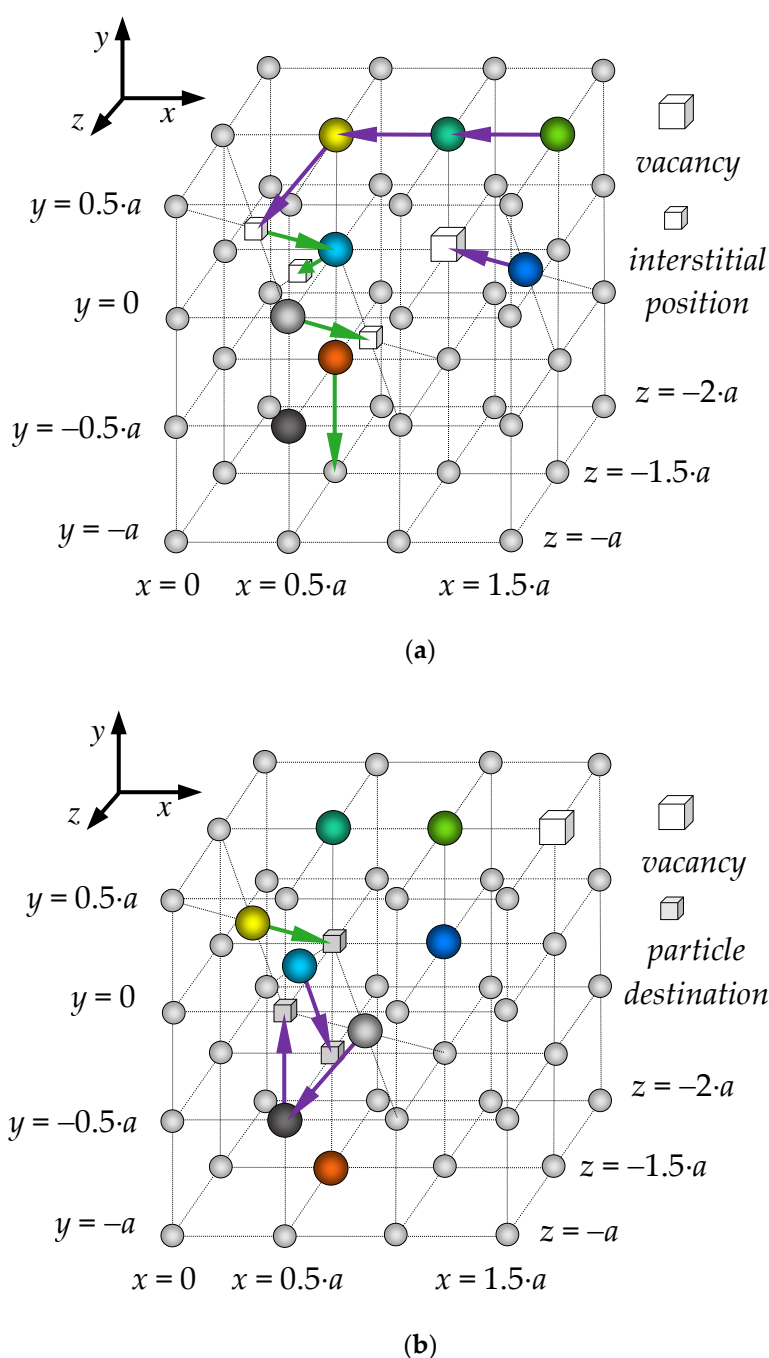 y
z
x
vacancy
interstitial
position
y = 0.5·a
y = 0
y = −0.5·a
y = −a
z = −2·a
z = −1.5·a
z = −a
x = 0
x = 0.5·a
x = 1.5·a
(a)
y
z
x
vacancy
particle
destination
y = 0.5·a
y = 0
y = −0.5·a
y = −a
z = −2·a
z = −1.5·a
z = −a
x = 0
x = 0.5·a
x = 1.5·a
(b)